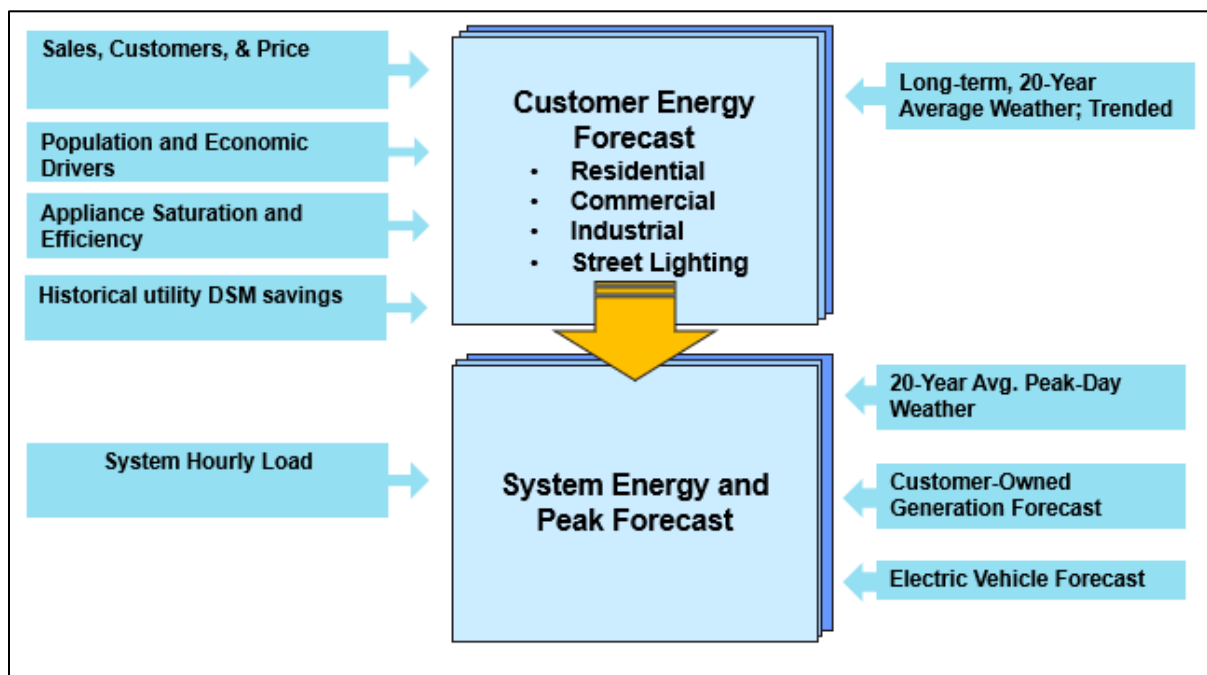 Sales, Customers, & Price
Population and Economic
Drivers
Appliance Saturation and
Efficiency
Historical utility DSM savings
Customer Energy
Forecast
• Residential
• Commercial
• Industrial
• Street Lighting
Long-term, 20-Year
Average Weather; Trended
System Hourly Load
System Energy and
Peak Forecast
20-Year Avg. Peak-Day
Weather
Customer-Owned
Generation Forecast
Electric Vehicle Forecast